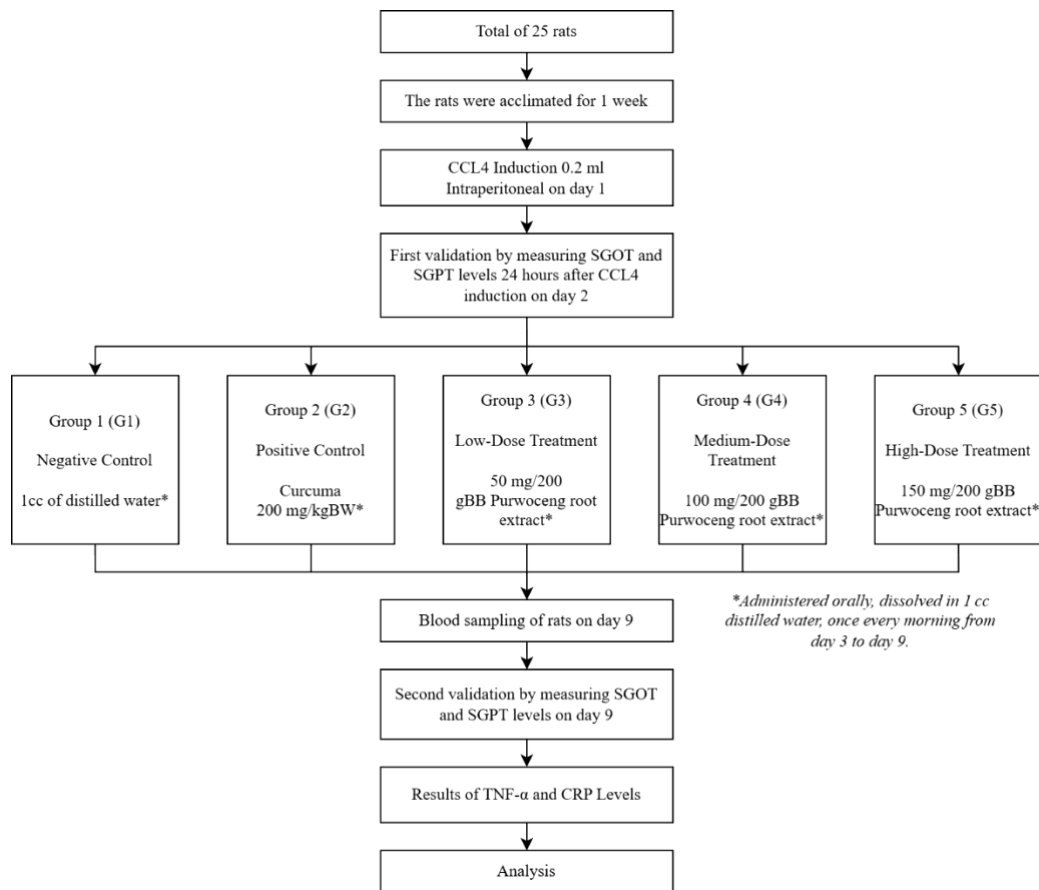 Total of 25 rats
The rats were acclimated for 1 week
CCL4 Induction 0.2 ml
Intraperitoneal on day 1
First validation by measuring SGOT and
SGPT levels 24 hours after CCL4
induction on day 2
Group 1 (G1)
Negative Control
1cc of distilled water*
Group 2 (G2)
Positive Control
Curcuma
200 mg/kgBW*
Group 3 (G3)
Low-Dose Treatment
50 mg/200
gBB Purwoceng root
extract*
Group 4 (G4)
Medium-Dose
Treatment
100 mg/200 gBB
Purwoceng root extract*
Group 5 (G5)
High-Dose Treatment
150 mg/200 gBB
Purwoceng root extract*
*Administered orally, dissolved in 1 cc
distilled water, once every morning from
day 3 to day 9.
Blood sampling of rats on day 9
Second validation by measuring SGOT
and SGPT levels on day 9
Results of TNF-α and CRP Levels
Analysis